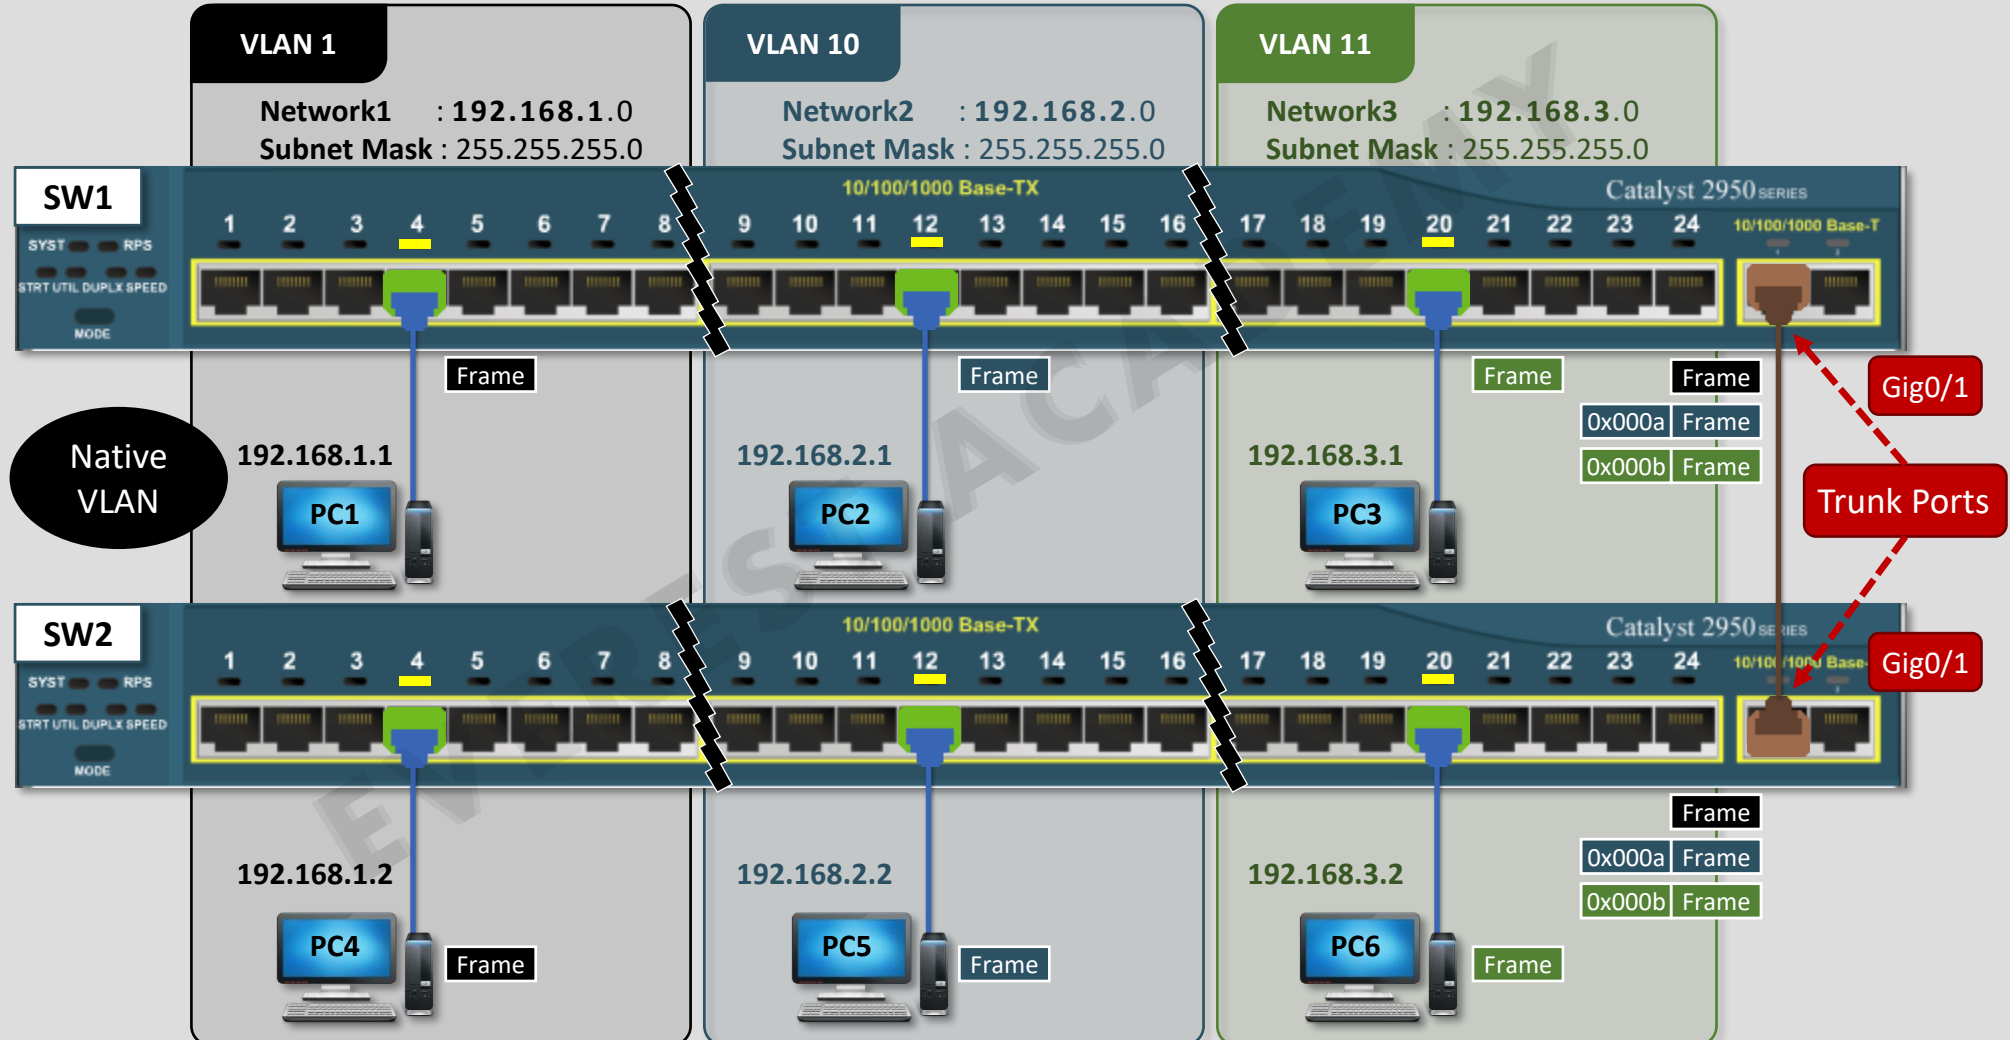 VLAN 1
VLAN 10
VLAN 11
Network1 : 192.168.1.0
Subnet Mask : 255.255.255.0
Network2 : 192.168.2.0
Subnet Mask : 255.255.255.0
Network3 : 192.168.3.0
Subnet Mask : 255.255.255.0
SW1
10/100/1000 Base-TX
Catalyst 2950 SERIES
1 2 3 4 5 6 7 8 9 10 11 12 13 14 15 16 17 18 19 20 21 22 23 24
10/100/1000 Base-T
SYST RPS
STRT UTIL DUPLX SPEED
MODE
Frame
Frame
Frame
Frame
0x000a Frame
0x000b Frame
Gig0/1
Native
VLAN
192.168.1.1
192.168.2.1
192.168.3.1
PC1
PC2
PC3
Trunk Ports
SW2
10/100/1000 Base-TX
Catalyst 2950 SERIES
1 2 3 4 5 6 7 8 9 10 11 12 13 14 15 16 17 18 19 20 21 22 23 24
10/100/1000 Base-
Gig0/1
SYST RPS
STRT UTIL DUPLX SPEED
MODE
Frame
0x000a Frame
0x000b Frame
192.168.1.2
192.168.2.2
192.168.3.2
PC4
Frame
PC5
Frame
PC6
Frame
EVEREST ACADEMY